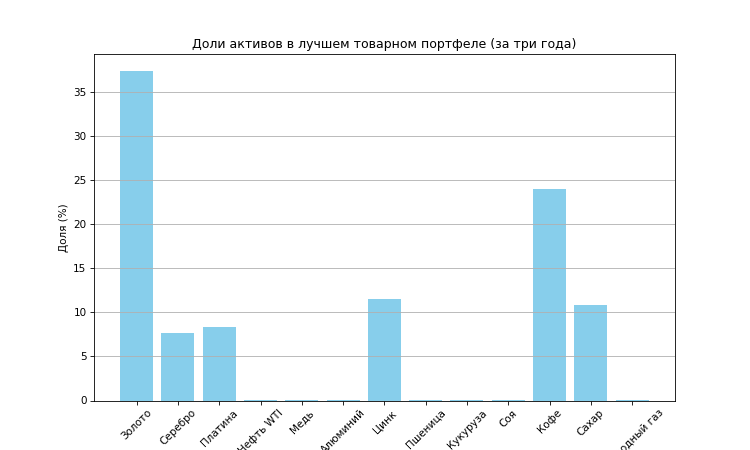 Доли активов в лучшем товарном портфеле (за три года)
Доля (%)
35
30
25
20
15
10
5
0
Золото
Серебро
Платина
Нефть WTI
Медь
Алюминий
Цинк
Пшеница
Кукуруза
Соя
Кофе
Сахар
газ